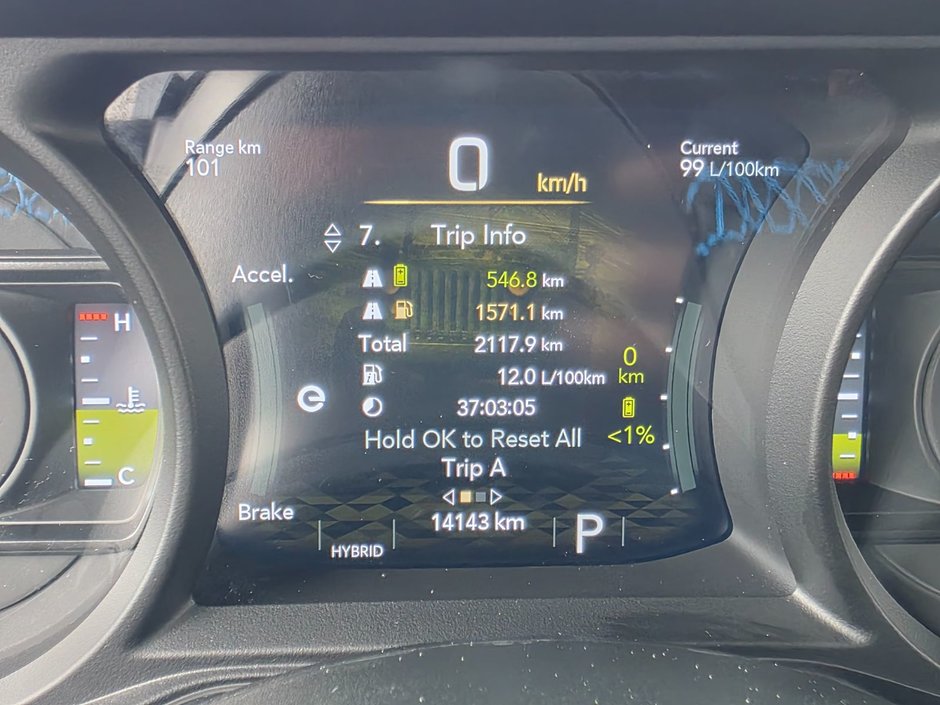 Range km
101
0
km/h
Current
99 L/100km
7. Trip Info
Accel.
546.8 km
1571.1 km
Total 2117.9 km
12.0 L/100km
37:03:05
0
km
<1%
Hold OK to Reset All
Trip A
14143 km
Brake
HYBRID
P
H
C